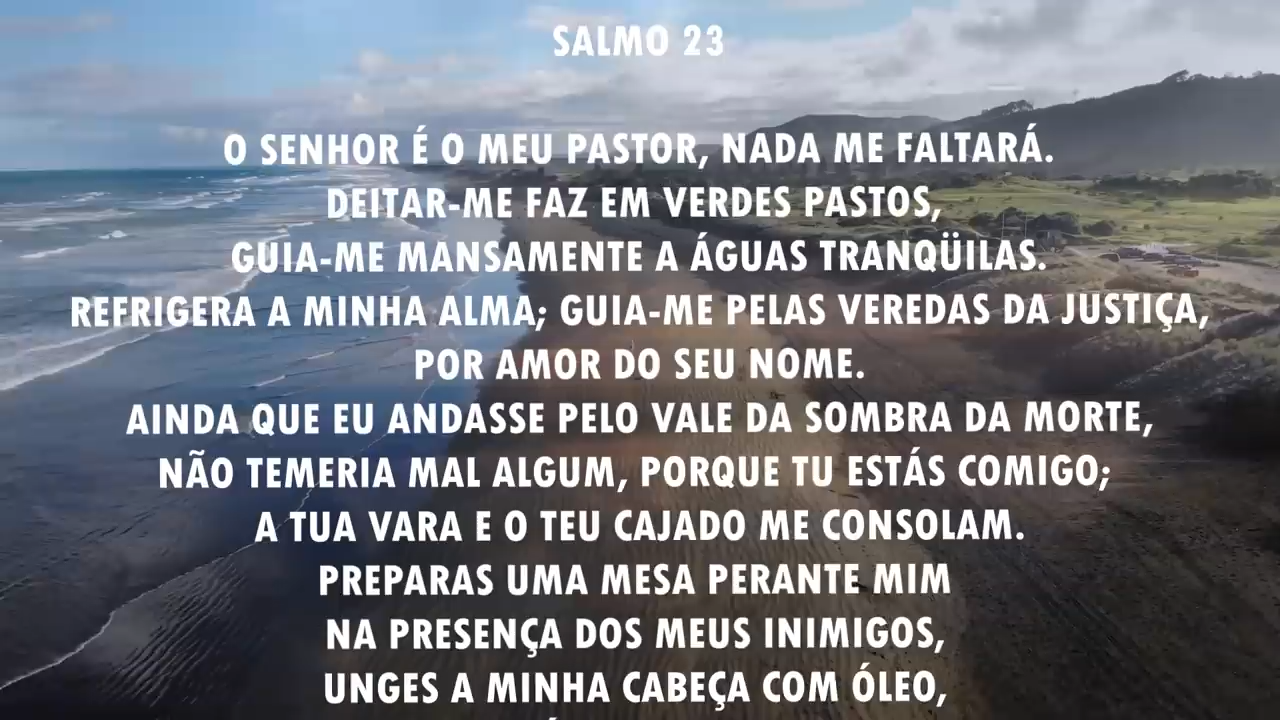 SALMO 23
O SENHOR É O MEU PASTOR, NADA ME FALTARÁ.
DEITAR-ME FAZ EM VERDES PASTOS,
GUIA-ME MANSAMENTE A ÁGUAS TRANQÜILAS.
REFRIGERA A MINHA ALMA; GUIA-ME PELAS VEREDAS DA JUSTIÇA,
POR AMOR DO SEU NOME.
AINDA QUE EU ANDASSE PELO VALE DA SOMBRA DA MORTE,
NÃO TEMERIA MAL ALGUM, PORQUE TU ESTÁS COMIGO;
A TUA VARA E O TEU CAJADO ME CONSOLAM.
PREPARAS UMA MESA PERANTE MIM
NA PRESENÇA DOS MEUS INIMIGOS,
UNGES A MINHA CABEÇA COM ÓLEO,